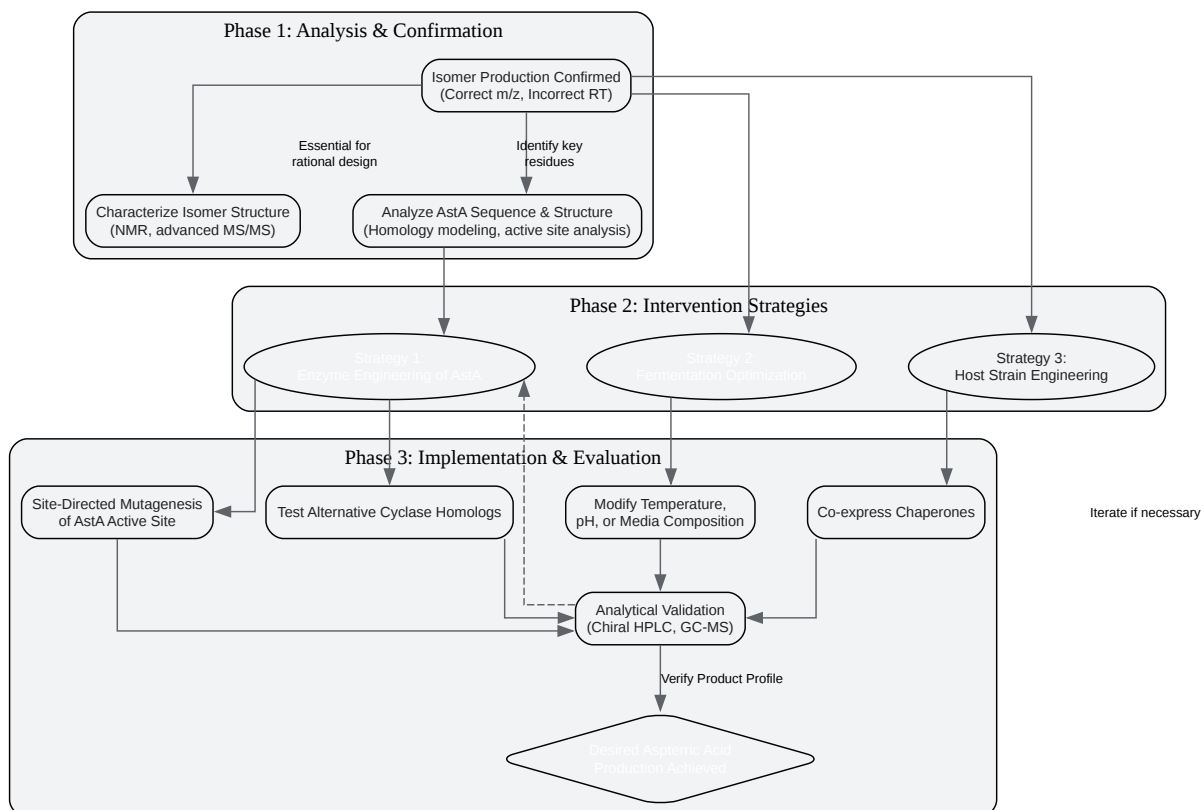 Phase 1: Analysis & Confirmation
Isomer Production Confirmed
(Correct m/z, Incorrect RT)
Essential for
rational design
Identify key
residues
Characterize Isomer Structure
(NMR, advanced MS/MS)
Analyze AstA Sequence & Structure
(Homology modeling, active site analysis)
Phase 2: Intervention Strategies
Strategy 1:
Enzyme Engineering of AstA
Strategy 2:
Fermentation Optimization
Strategy 3:
Host Strain Engineering
Phase 3: Implementation & Evaluation
Site-Directed Mutagenesis
of AstA Active Site
Test Alternative Cyclase Homologs
Modify Temperature,
pH, or Media Composition
Co-express Chaperones
Iterate if necessary
Analytical Validation
(Chiral HPLC, GC-MS)
Verify Product Profile
Desired Aspterric Acid
Production Achieved